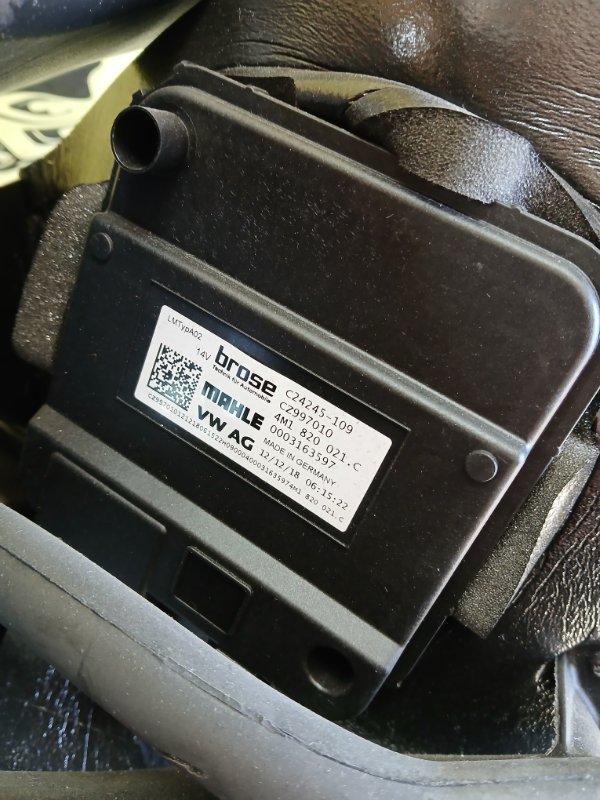 LMTypA02
14V
brose
Technik für Automobile
MAHLE
VW AG
C24245-109
CZ997010
4M1 820 021.C
0003163597
MADE IN GERMANY
12/12/18 06:15:22